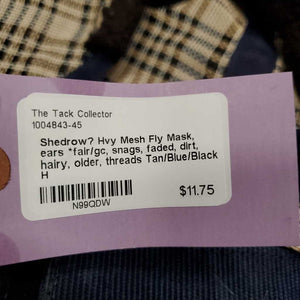 The Tack Collector
1004843-45
Shedrow? Hvy Mesh Fly Mask,
ears *fair/gc, snags, faded, dirt,
hairy, older, threads Tan/Blue/Black
H
$11.75
N99QDW